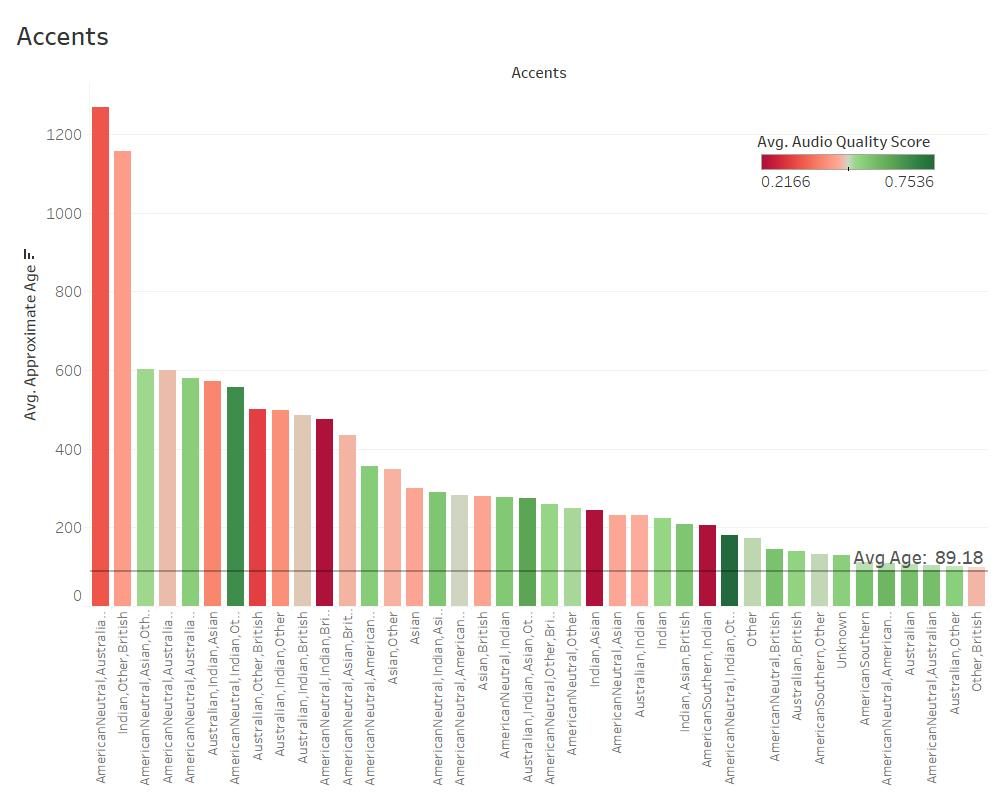 Accents
Accents
Avg. Audio Quality Score
0.2166
0.7536
Avg. Approximate Age
1200
1000
800
600
400
200
0
Avg Age: 89.18
AmericanNeutral,Australia..
Indian,Other,British
AmericanNeutral,Asian,Oth..
AmericanNeutral,Australia..
AmericanNeutral,Australia..
Australian,Indian,Asian
AmericanNeutral,Indian,Ot..
Australian,Other,British
Australian,Indian,Other
Australian,Indian,British
AmericanNeutral,Indian,Bri..
AmericanNeutral,Asian,Brit..
AmericanNeutral,American..
Asian,Other
Asian
AmericanNeutral,Indian,Asi..
AmericanNeutral,American..
Asian,British
AmericanNeutral,Indian
Australian,Indian,Asian,Ot..
AmericanNeutral,Other,Bri..
AmericanNeutral,Other
Indian,Asian
AmericanNeutral,Asian
Australian,Indian
Indian
Indian,Asian,British
AmericanSouthern,Indian
AmericanNeutral,Indian,Ot..
Other
AmericanNeutral,British
Australian,British
AmericanSouthern,Other
Unknown
AmericanSouthern
AmericanNeutral,American..
Australian
AmericanNeutral,Australian
Australian,Other
Other,British